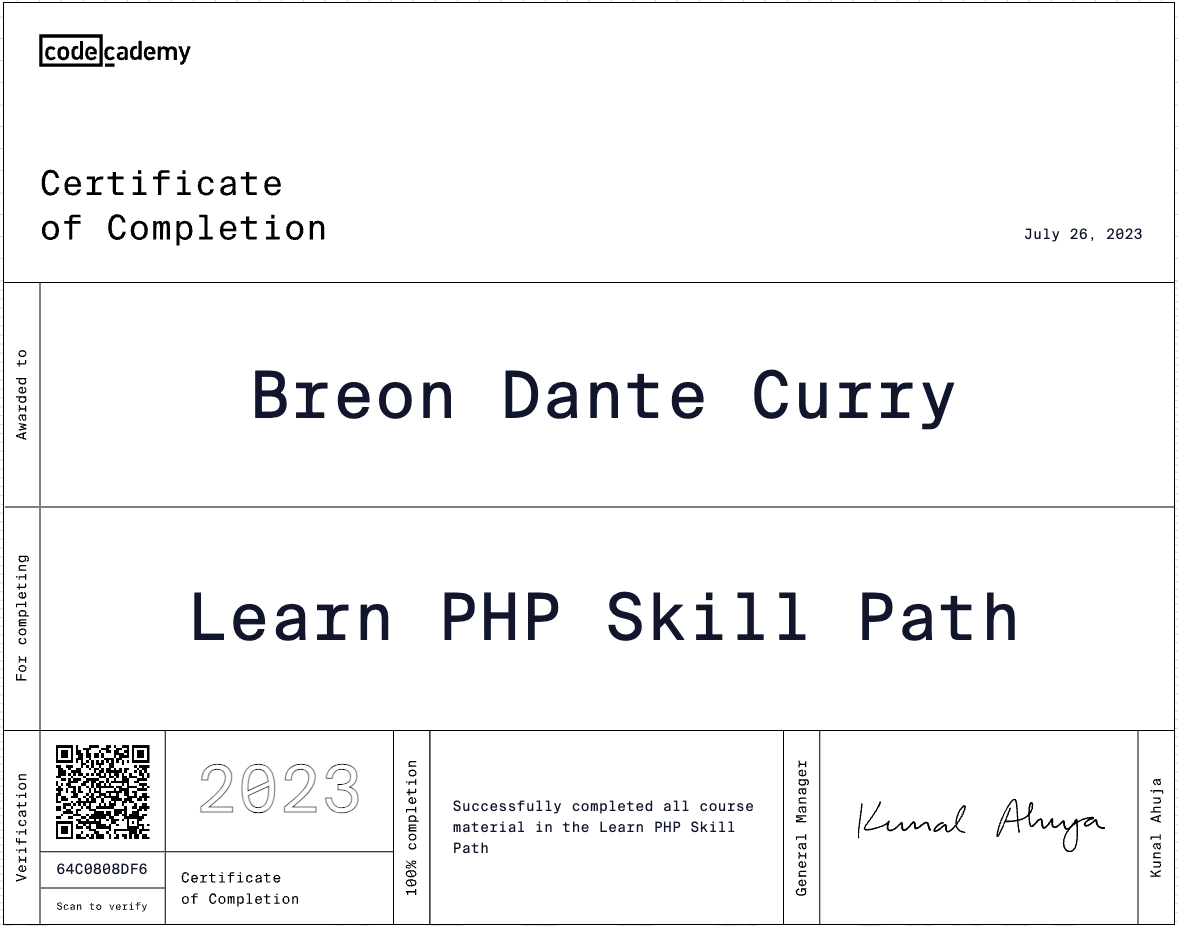 codecademy
Certificate
of Completion
July 26, 2023
Awarded to
Breon Dante Curry
For completing
Learn PHP Skill Path
Verification
64C0808DF6
Scan to verify
2023
Certificate
of Completion
100% completion
Successfully completed all course
material in the Learn PHP Skill
Path
General Manager
Kunal Ahuja
Kunal Ahuja